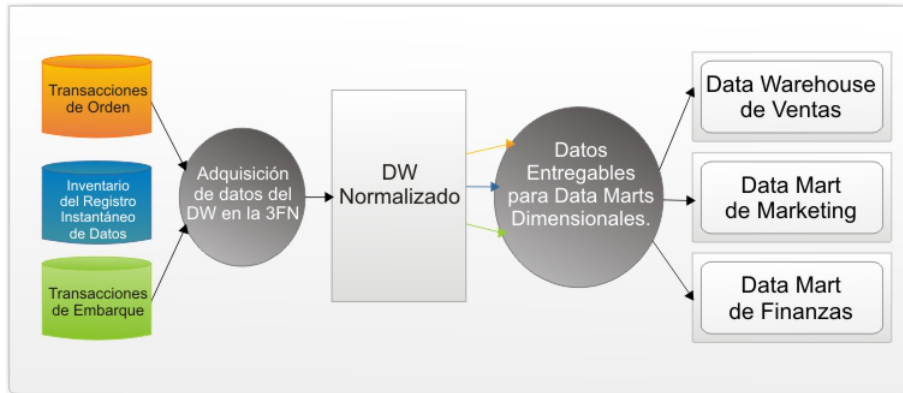 Transacciones
de Orden
Inventario
del Registro
Instantáneo
de Datos
Transacciones
de Embarque
Adquisición
de datos del
DW en la 3FN
DW
Normalizado
Datos
Entregables
para Data Marts
Dimensionales.
Data Warehouse
de Ventas
Data Mart
de Marketing
Data Mart
de Finanzas